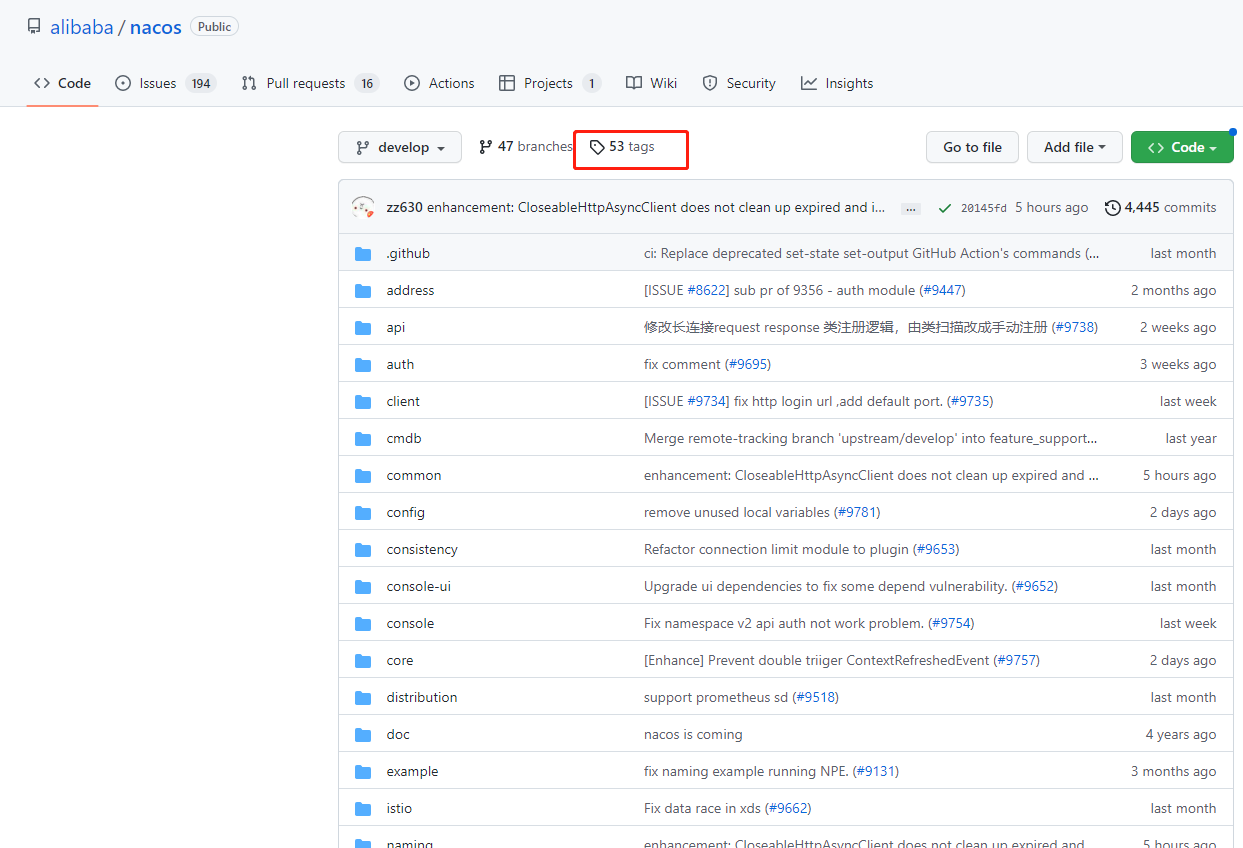 alibaba / nacos Public
Code Issues 194 Pull requests 16 Actions Projects 1 Wiki Security Insights
develop 47 branches 53 tags Go to file Add file Code
zz630 enhancement: CloseableHttpAsyncClient does not clean up expired and i... ... 20145fd 5 hours ago 4,445 commits
.github ci: Replace deprecated set-state set-output GitHub Action's commands (... last month
address [ISSUE #8622] sub pr of 9356 - auth module (#9447) 2 months ago
api 修改长连接request response 类注册逻辑，由类扫描改成手动注册 (#9738) 2 weeks ago
auth fix comment (#9695) 3 weeks ago
client [ISSUE #9734] fix http login url ,add default port. (#9735) last week
cmdb Merge remote-tracking branch 'upstream/develop' into feature_support... last year
common enhancement: CloseableHttpAsyncClient does not clean up expired and ... 5 hours ago
config remove unused local variables (#9781) 2 days ago
consistency Refactor connection limit module to plugin (#9653) last month
console-ui Upgrade ui dependencies to fix some depend vulnerability. (#9652) last month
console Fix namespace v2 api auth not work problem. (#9754) last week
core [Enhance] Prevent double triiger ContextRefreshedEvent (#9757) 2 days ago
distribution support prometheus sd (#9518) last month
doc nacos is coming 4 years ago
example fix naming example running NPE. (#9131) 3 months ago
istio Fix data race in xds (#9662) last month
naming enhancement: CloseableHttpAsyncClient does not clean up expired and ... 5 hours ago